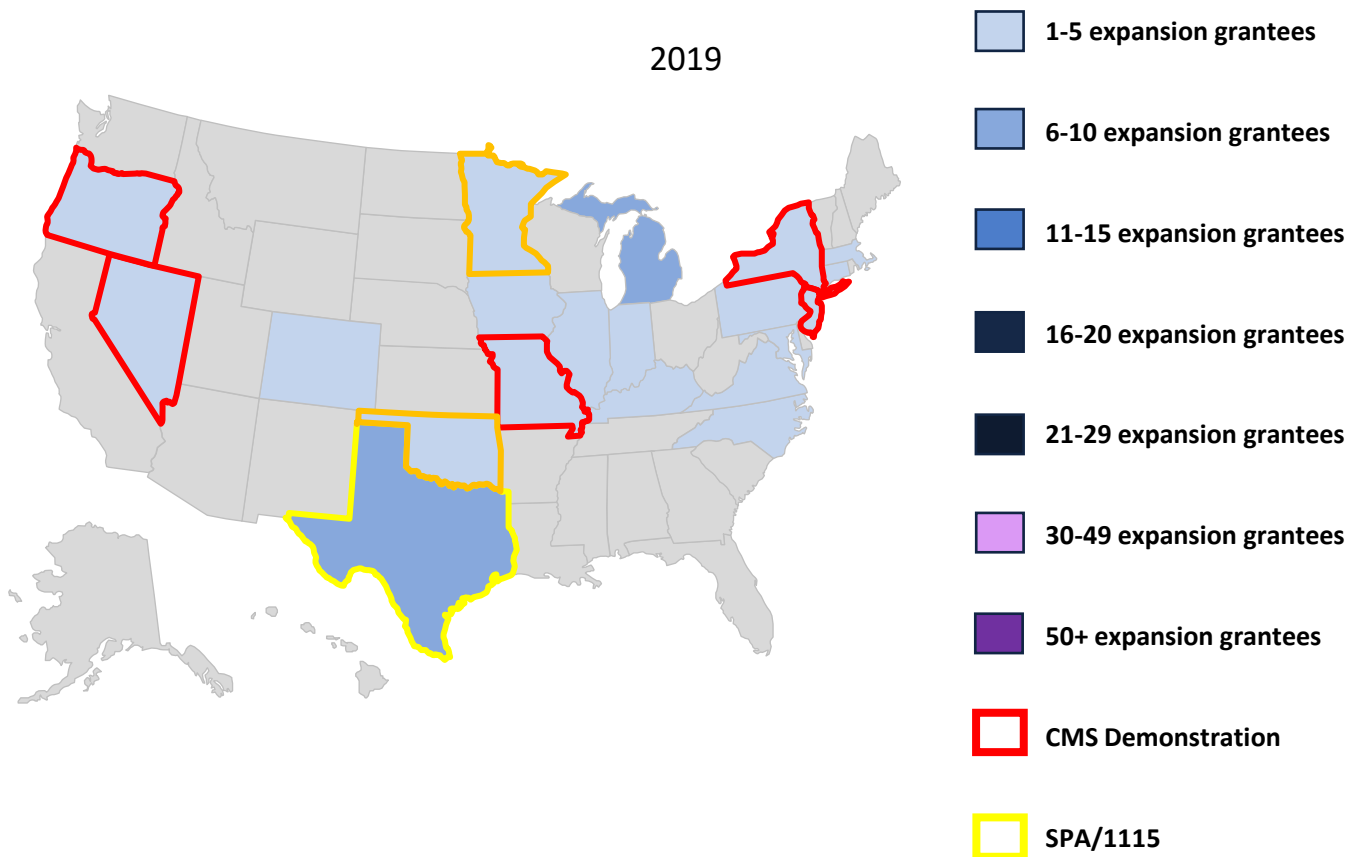 2019
1-5 expansion grantees
6-10 expansion grantees
11-15 expansion grantees
16-20 expansion grantees
21-29 expansion grantees
30-49 expansion grantees
50+ expansion grantees
CMS Demonstration
SPA/1115